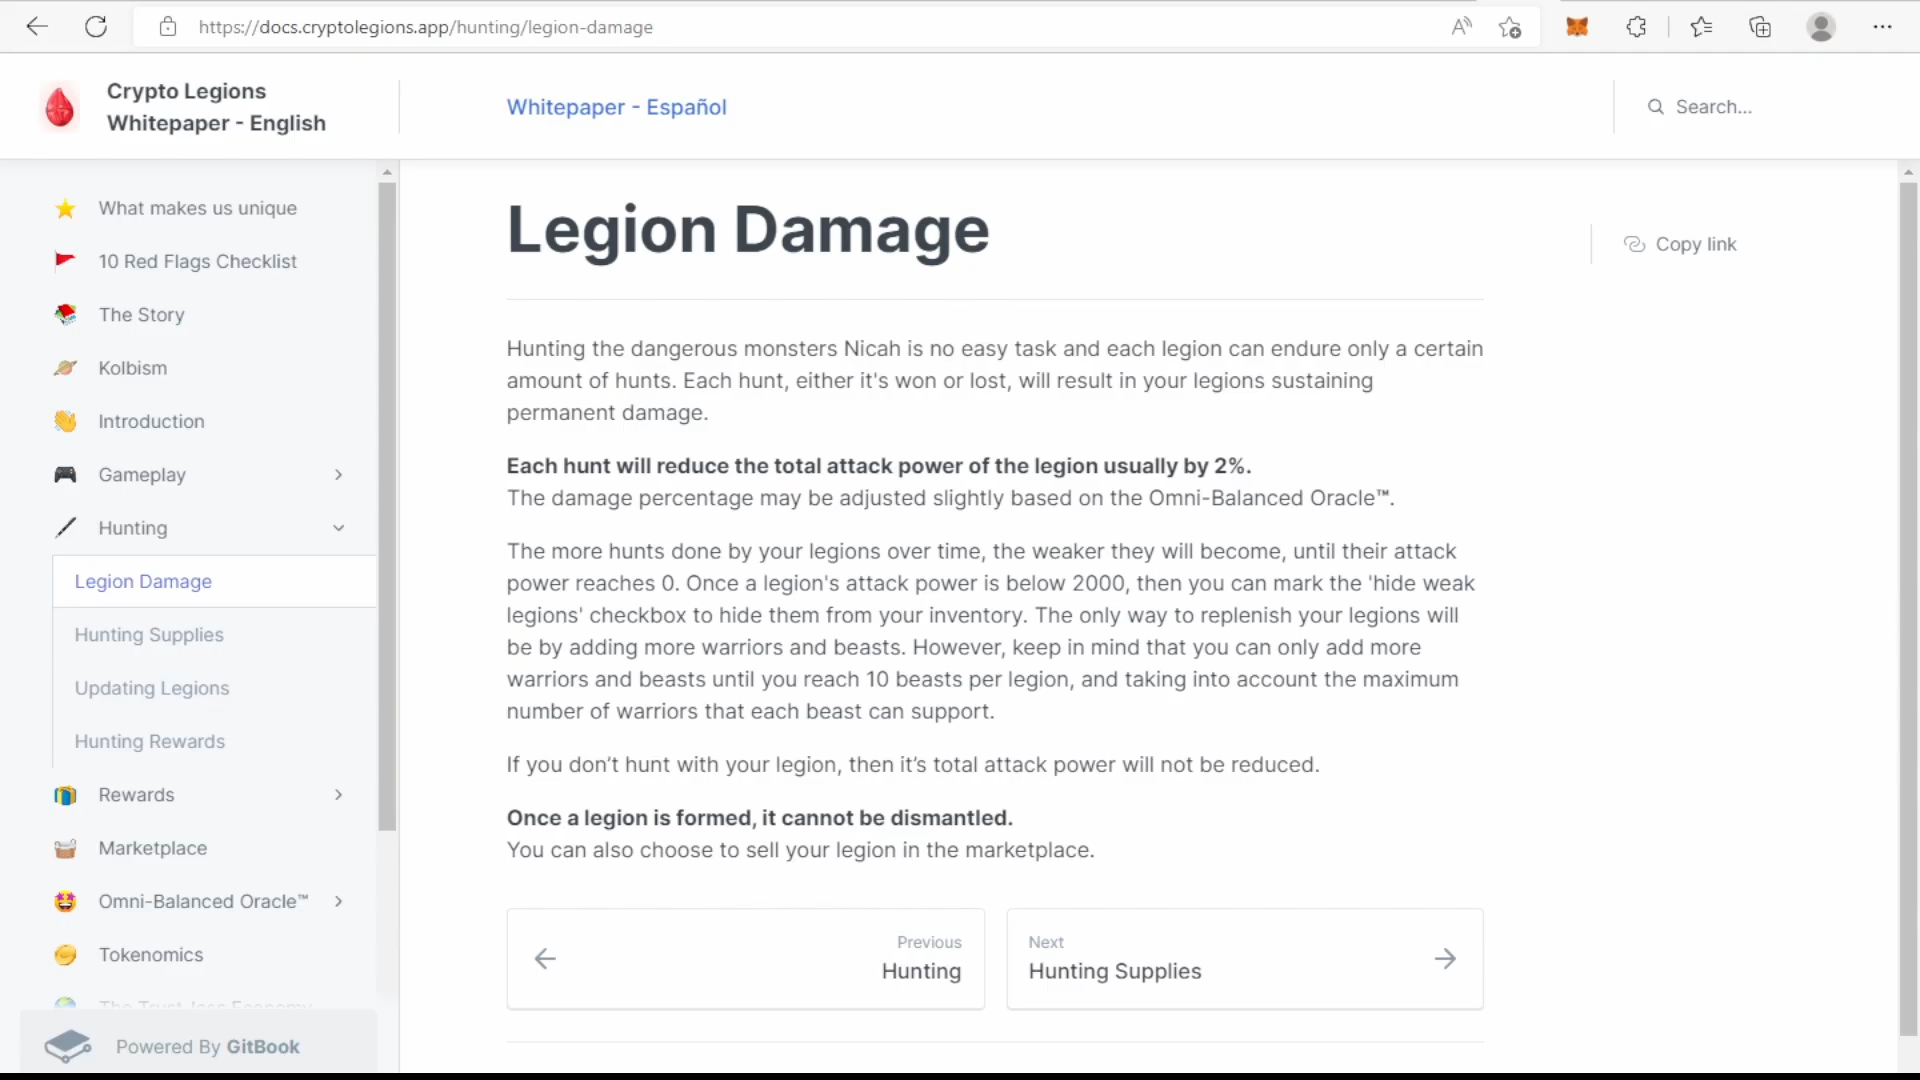 https://docs.cryptolegions.app/hunting/legion-damage
Crypto Legions
Whitepaper - English
Whitepaper - Español
Search...
What makes us unique
10 Red Flags Checklist
The Story
Kolbism
Introduction
Gameplay
Hunting
Legion Damage
Hunting Supplies
Updating Legions
Hunting Rewards
Rewards
Marketplace
Omni-Balanced Oracle™
Tokenomics
The Trust-less Economy
Powered By GitBook
Legion Damage
Copy link
Hunting the dangerous monsters Nicah is no easy task and each legion can endure only a certain
amount of hunts. Each hunt, either it's won or lost, will result in your legions sustaining
permanent damage.
Each hunt will reduce the total attack power of the legion usually by 2%.
The damage percentage may be adjusted slightly based on the Omni-Balanced Oracle™.
The more hunts done by your legions over time, the weaker they will become, until their attack
power reaches 0. Once a legion's attack power is below 2000, then you can mark the 'hide weak
legions' checkbox to hide them from your inventory. The only way to replenish your legions will
be by adding more warriors and beasts. However, keep in mind that you can only add more
warriors and beasts until you reach 10 beasts per legion, and taking into account the maximum
number of warriors that each beast can support.
If you don’t hunt with your legion, then it’s total attack power will not be reduced.
Once a legion is formed, it cannot be dismantled.
You can also choose to sell your legion in the marketplace.
Previous
Hunting
Next
Hunting Supplies